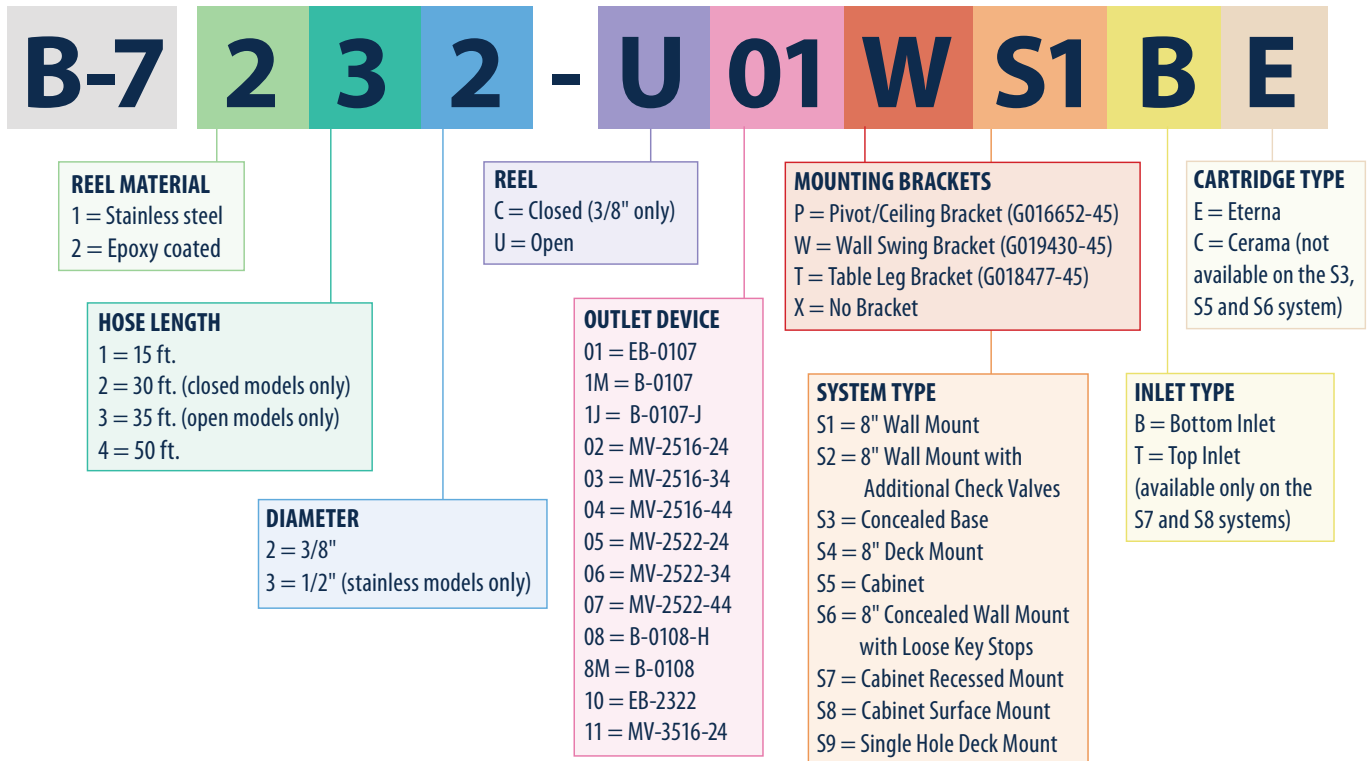 B-7 2 3 2 - U 01 W S1 B E
REEL MATERIAL
1 = Stainless steel
2 = Epoxy coated
HOSE LENGTH
1 = 15 ft.
2 = 30 ft. (closed models only)
3 = 35 ft. (open models only)
4 = 50 ft.
DIAMETER
2 = 3/8"
3 = 1/2" (stainless models only)
REEL
C = Closed (3/8" only)
U = Open
OUTLET DEVICE
01 = EB-0107
1M = B-0107
1J = B-0107-J
02 = MV-2516-24
03 = MV-2516-34
04 = MV-2516-44
05 = MV-2522-24
06 = MV-2522-34
07 = MV-2522-44
08 = B-0108-H
8M = B-0108
10 = EB-2322
11 = MV-3516-24
MOUNTING BRACKETS
P = Pivot/Ceiling Bracket (G016652-45)
W = Wall Swing Bracket (G019430-45)
T = Table Leg Bracket (G018477-45)
X = No Bracket
SYSTEM TYPE
S1 = 8" Wall Mount
S2 = 8" Wall Mount with
Additional Check Valves
S3 = Concealed Base
S4 = 8" Deck Mount
S5 = Cabinet
S6 = 8" Concealed Wall Mount
with Loose Key Stops
S7 = Cabinet Recessed Mount
S8 = Cabinet Surface Mount
S9 = Single Hole Deck Mount
INLET TYPE
B = Bottom Inlet
T = Top Inlet
(available only on the
S7 and S8 systems)
CARTRIDGE TYPE
E = Eterna
C = Cerama (not
available on the S3,
S5 and S6 system)